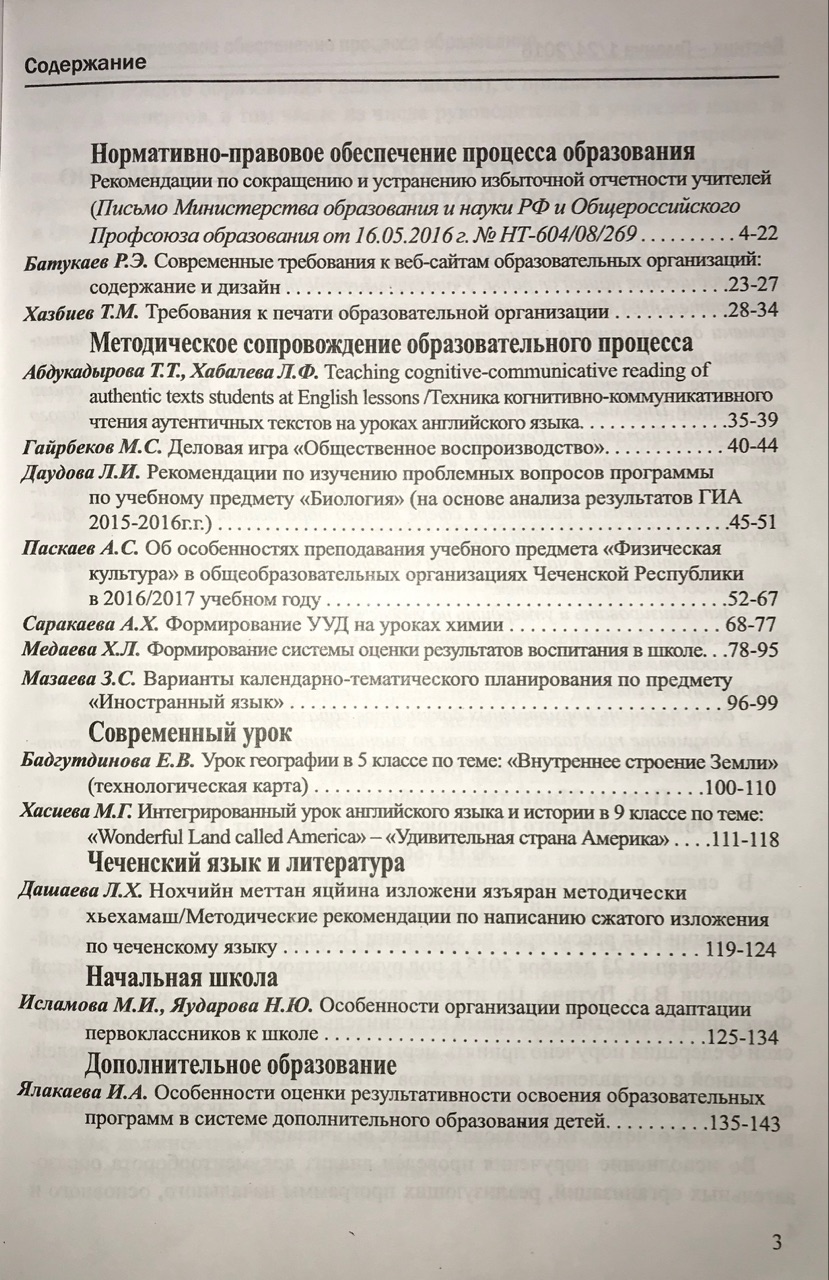 Содержание
Нормативно-правовое обеспечение процесса образования
Рекомендации по сокращению и устранению избыточной отчетности учителей
(Письмо Министерства образования и науки РФ и Общероссийского
Профсоюза образования от 16.05.2016 г. № НТ-604/08/269 . . . . . . . . . . 4-22
Батукаев Р.Э. Современные требования к веб-сайтам образовательных организаций:
содержание и дизайн . . . . . . . . . . . . . . . . . . . . . . . . . . . . . . . . . . . . . . . . . .23-27
Хазбиев Т.М. Требования к печати образовательной организации . . . . . . . . . . .28-34
Методическое сопровождение образовательного процесса
Абдукадырова Т.Т., Хабалева Л.Ф. Teaching cognitive-communicative reading of
authentic texts students at English lessons /Техника когнитивно-коммуникативного
чтения аутентичных текстов на уроках английского языка. . . . . . . . . . . . .35-39
Гайрбеков М.С. Деловая игра «Общественное воспроизводство». . . . . . . . . . . . 40-44
Даудова Л.И. Рекомендации по изучению проблемных вопросов программы
по учебному предмету «Биология» (на основе анализа результатов ГИА
2015-2016г.г.) . . . . . . . . . . . . . . . . . . . . . . . . . . . . . . . . . . . . . . . . . . . . . . . .45-51
Паскаев А.С. Об особенностях преподавания учебного предмета «Физическая
культура» в общеобразовательных организациях Чеченской Республики
в 2016/2017 учебном году . . . . . . . . . . . . . . . . . . . . . . . . . . . . . . . . . . . . . .52-67
Саракаева А.Х. Формирование УУД на уроках химии . . . . . . . . . . . . . . . . . . . . 68-77
Медаева Х.Л. Формирование системы оценки результатов воспитания в школе. . .78-95
Мазаева З.С. Варианты календарно-тематического планирования по предмету
«Иностранный язык» . . . . . . . . . . . . . . . . . . . . . . . . . . . . . . . . . . . . . . . . . 96-99
Современный урок
Бадгутдинова Е.В. Урок географии в 5 классе по теме: «Внутреннее строение Земли»
(технологическая карта) . . . . . . . . . . . . . . . . . . . . . . . . . . . . . . . . . . . . .100-110
Хасиева М.Г. Интегрированный урок английского языка и истории в 9 классе по теме:
«Wonderful Land called America» – «Удивительная страна Америка» . . . .111-118
Чеченский язык и литература
Дашаева Л.Х. Нохчийн меттан яцйина изложени язъяран методически
хьехамаш/Методические рекомендации по написанию сжатого изложения
по чеченскому языку . . . . . . . . . . . . . . . . . . . . . . . . . . . . . . . . . . . . . . . 119-124
Начальная школа
Исламова М.И., Яударова Н.Ю. Особенности организации процесса адаптации
первоклассников к школе . . . . . . . . . . . . . . . . . . . . . . . . . . . . . . . . . . . .125-134
Дополнительное образование
Ялакаева И.А. Особенности оценки результативности освоения образовательных
программ в системе дополнительного образования детей. . . . . . . . . .135-143
3